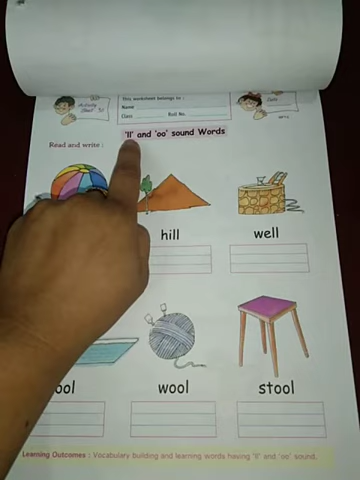 Activity
This worksheet belongs to :
Name
Date
Class Roll No.
'll' and 'oo' sound Words
Read and write :
hill well
ool wool stool
Learning Outcomes : Vocabulary building and learning words having 'll' and 'oo' sound.